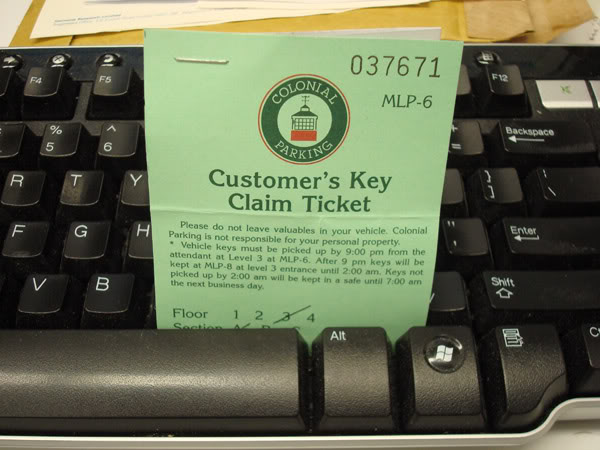 037671
MLP-6
COLONIAL
PARKING
Customer's Key
Claim Ticket
Please do not leave valuables in your vehicle. Colonial
Parking is not responsible for your personal property.
* Vehicle keys must be picked up by 9:00 pm from the
attendant at Level 3 at MLP-6. After 9 pm keys will be
kept at MLP-8 at level 3 entrance until 2:00 am. Keys not
picked up by 2:00 am will be kept in a safe until 7:00 am
the next business day.
Floor 1 2 3 4
Section A
F4 F5 F12
% 5 ^ 6 + = Backspace
R T Y } ] | \
F G H " ' Enter
V B Shift
Alt